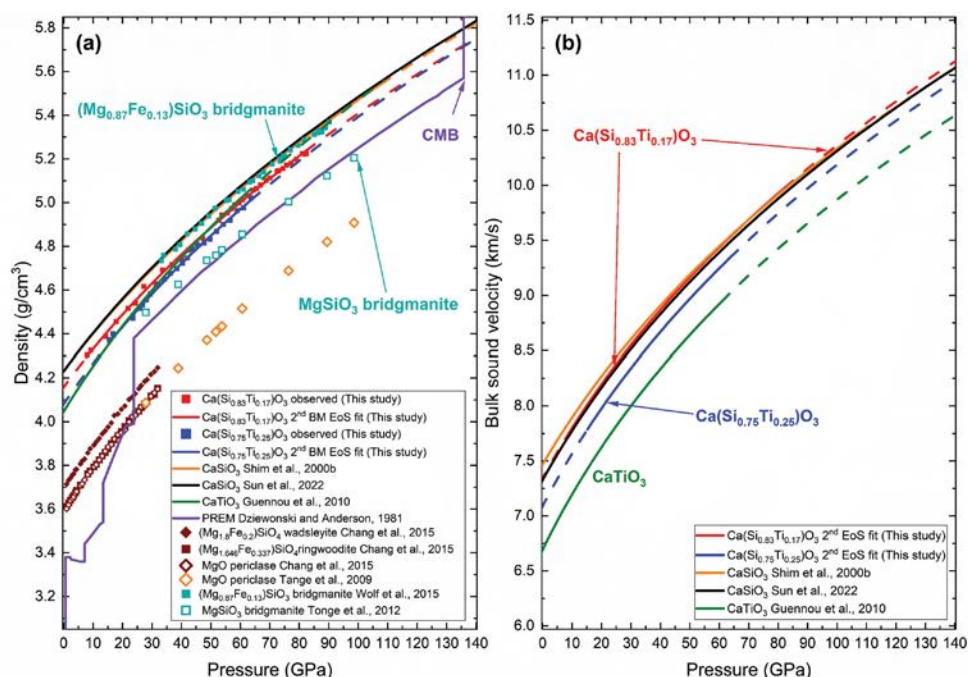 (a)
(Mg0.87Fe0.13)SiO3 bridgmanite
CMB
MgSiO3 bridgmanite
Density (g/cm3)
5.8
5.6
5.4
5.2
5.0
4.8
4.6
4.4
4.2
4.0
3.8
3.6
3.4
3.2
Ca(Si0.83Ti0.17)O3 observed (This study)
Ca(Si0.83Ti0.17)O3 2nd BM EoS fit (This study)
Ca(Si0.75Ti0.25)O3 observed (This study)
Ca(Si0.75Ti0.25)O3 2nd BM EoS fit (This study)
CaSiO3 Shim et al., 2000b
CaSiO3 Sun et al., 2022
CaTiO3 Guennou et al., 2010
PREM Dziewonski and Anderson, 1981
(Mg1.8Fe0.2)SiO4 wadsleyite Chang et al., 2015
(Mg1.646Fe0.337)SiO4ringwoodite Chang et al., 2015
MgO periclase Chang et al., 2015
MgO periclase Tange et al., 2009
(Mg0.87Fe0.13)SiO3 bridgmanite Wolf et al., 2015
MgSiO3 bridgmanite Tonge et al., 2012
0 10 20 30 40 50 60 70 80 90 100 110 120 130 140
Pressure (GPa)
(b)
Ca(Si0.83Ti0.17)O3
Ca(Si0.75Ti0.25)O3
CaTiO3
Bulk sound velocity (km/s)
11.5
11.0
10.5
10.0
9.5
9.0
8.5
8.0
7.5
7.0
6.5
6.0
Ca(Si0.83Ti0.17)O3 2nd EoS fit (This study)
Ca(Si0.75Ti0.25)O3 2nd EoS fit (This study)
CaSiO3 Shim et al., 2000b
CaSiO3 Sun et al., 2022
CaTiO3 Guennou et al., 2010
0 10 20 30 40 50 60 70 80 90 100 110 120 130 140
Pressure (GPa)